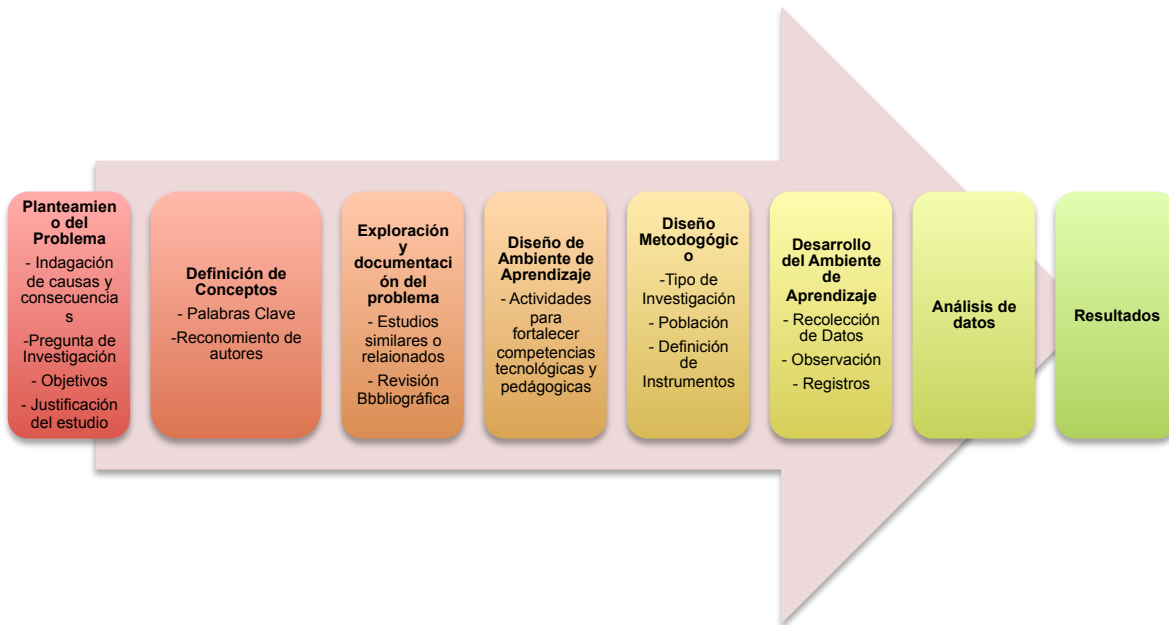 Planteamien
o del
Problema
- Indagación
de causas y
consecuencia
s
-Pregunta de
Investigación
- Objetivos
- Justificación
del estudio
Definición de
Conceptos
- Palabras Clave
-Reconomiento de
autores
Exploración
y
documentaci
ón del
problema
- Estudios
similares o
relaionados
- Revisión
Bbbliográfica
Diseño de
Ambiente de
Aprendizaje
- Actividades
para
fortalecer
competencias
tecnológicas y
pedágogicas
Diseño
Metodogógic
o
-Tipo de
Investigación
- Población
- Definición
de
Instrumentos
Desarrollo
del Ambiente
de
Aprendizaje
- Recolección
de Datos
- Observación
- Registros
Análisis de
datos
Resultados